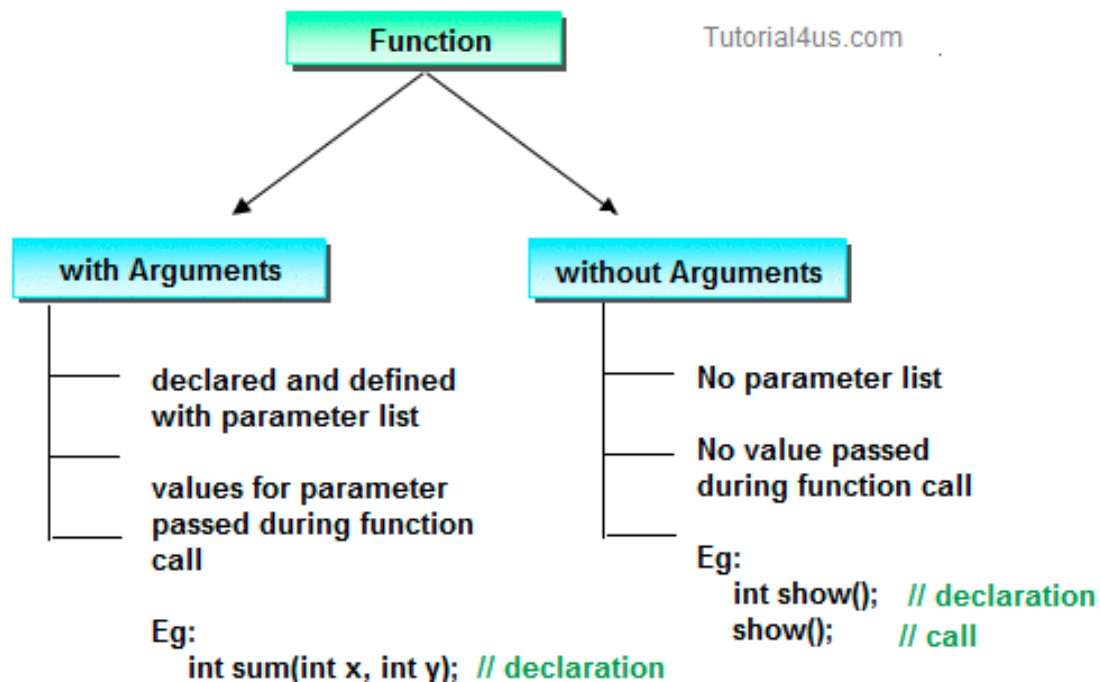 Function
Tutorial4us.com
with Arguments
declared and defined
with parameter list
values for parameter
passed during function
call
Eg:
int sum(int x, int y); // declaration
without Arguments
No parameter list
No value passed
during function call
Eg:
int show(); // declaration
show(); // call